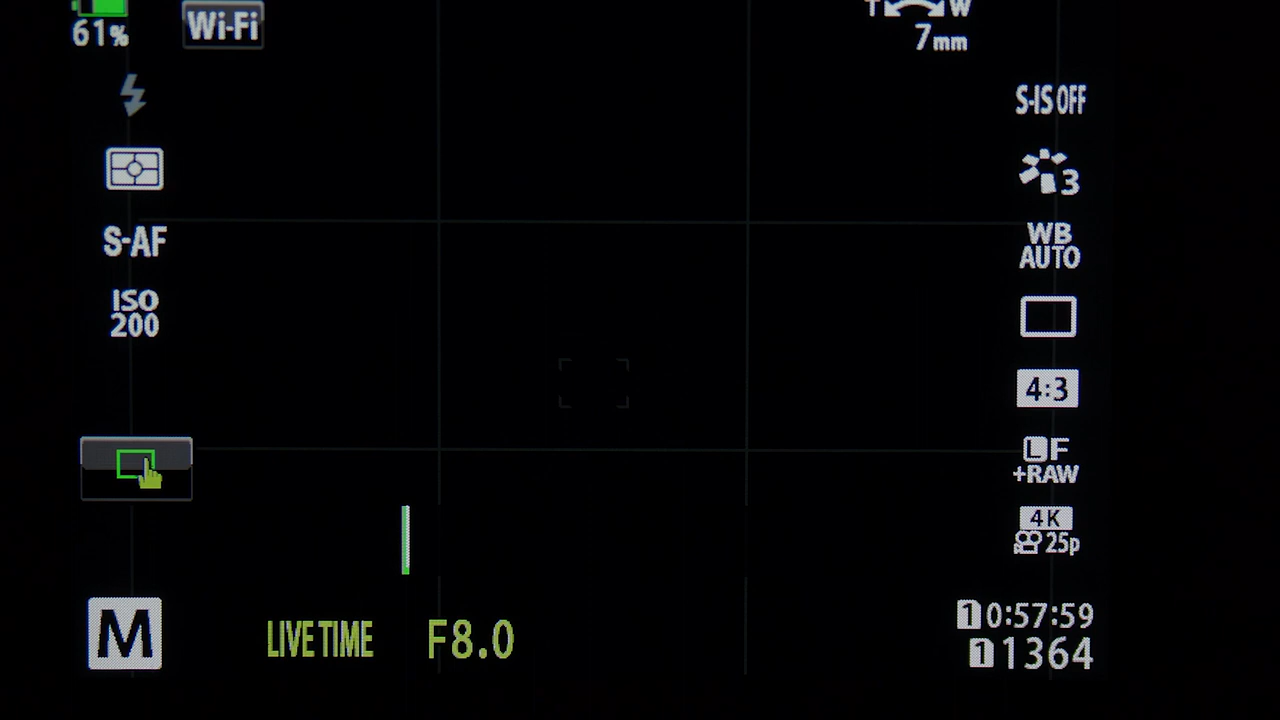 61%
Wi-Fi
T W
7mm
S-IS OFF
3
S-AF
WB
AUTO
ISO
200
4:3
LF
+RAW
4K
25p
M
LIVE TIME
F8.0
1 0:57:59
1 1364